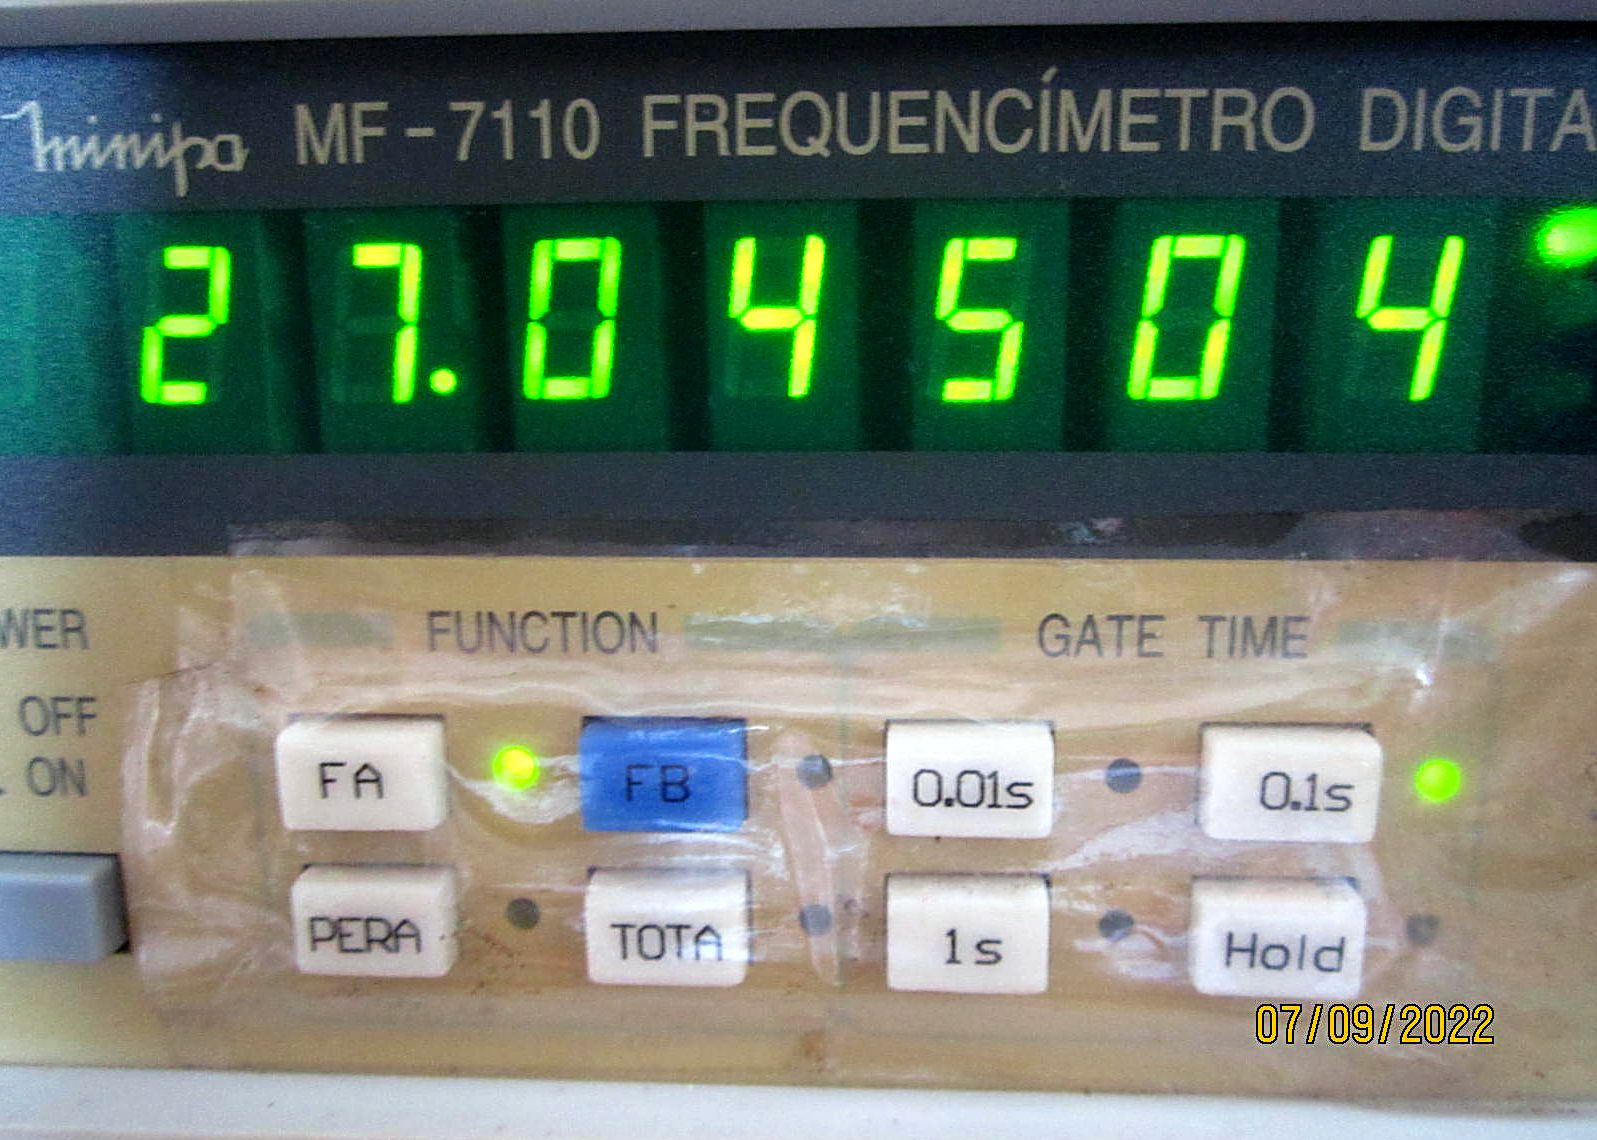 minipa MF-7110 FREQUENCÍMETRO DIGITA
27.04504
WER FUNCTION GATE TIME
OFF
ON
FA FB 0.01s 0.1s
PERA TOTA 1s Hold
07/09/2022